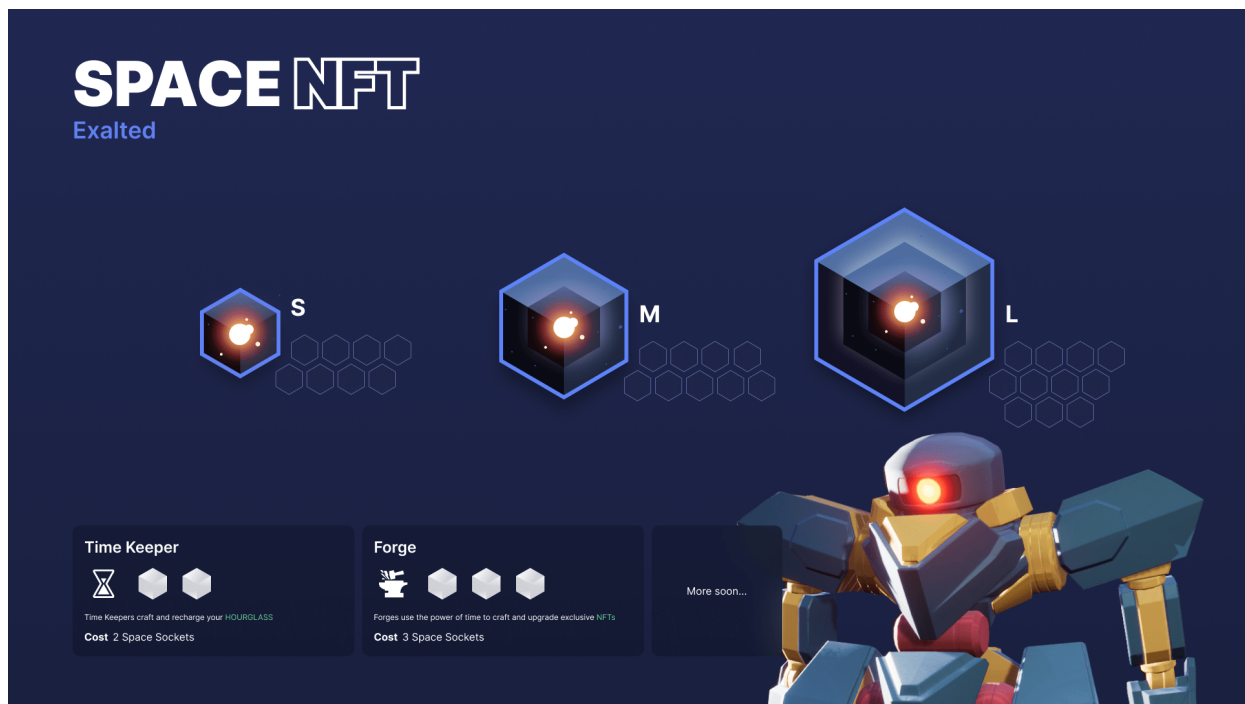 SPACE NFT
Exalted
S
M
L
Time Keeper
Time Keepers craft and recharge your HOURGLASS
Cost 2 Space Sockets
Forge
Forges use the power of time to craft and upgrade exclusive NFTs
Cost 3 Space Sockets
More soon...